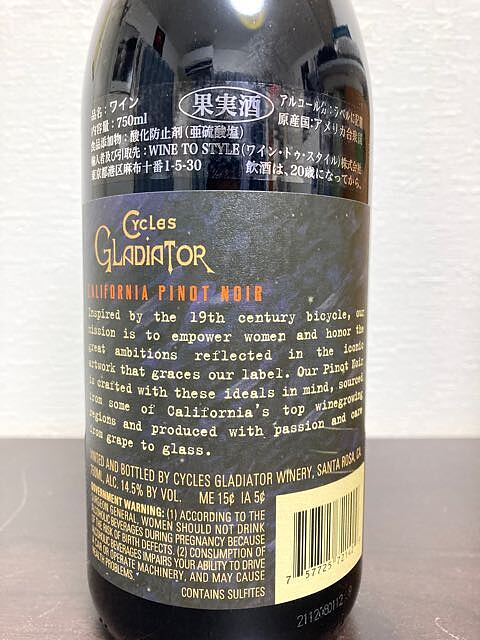 品名：ワイン
内容量：750ml
食品添加物：酸化防止剤（亜硫酸塩）
輸入者及び引取先：WINE TO STYLE（ワイン・トゥ・スタイル）株式会社
東京都港区麻布十番1-5-30
果実酒
アルコール分：ラベルに記載
原産国：アメリカ合衆国
飲酒は、20歳になってから。
Cycles
GLADIATOR
CALIFORNIA PINOT NOIR
Inspired by the 19th century bicycle, our
mission is to empower women and honor the
great ambitions reflected in the iconic
artwork that graces our label. Our Pinot Noir
is crafted with these ideals in mind, sourced
from some of California's top winegrowing
regions and produced with passion and care
from grape to glass.
VINTED AND BOTTLED BY CYCLES GLADIATOR WINERY, SANTA ROSA, CA
750ML, ALC. 14.5% BY VOL. ME 15¢ IA 5¢
GOVERNMENT WARNING: (1) ACCORDING TO THE
SURGEON GENERAL, WOMEN SHOULD NOT DRINK
ALCOHOLIC BEVERAGES DURING PREGNANCY BECAUSE
OF THE RISK OF BIRTH DEFECTS. (2) CONSUMPTION OF
ALCOHOLIC BEVERAGES IMPAIRS YOUR ABILITY TO DRIVE
A CAR OR OPERATE MACHINERY, AND MAY CAUSE
HEALTH PROBLEMS.
CONTAINS SULFITES
7 57725